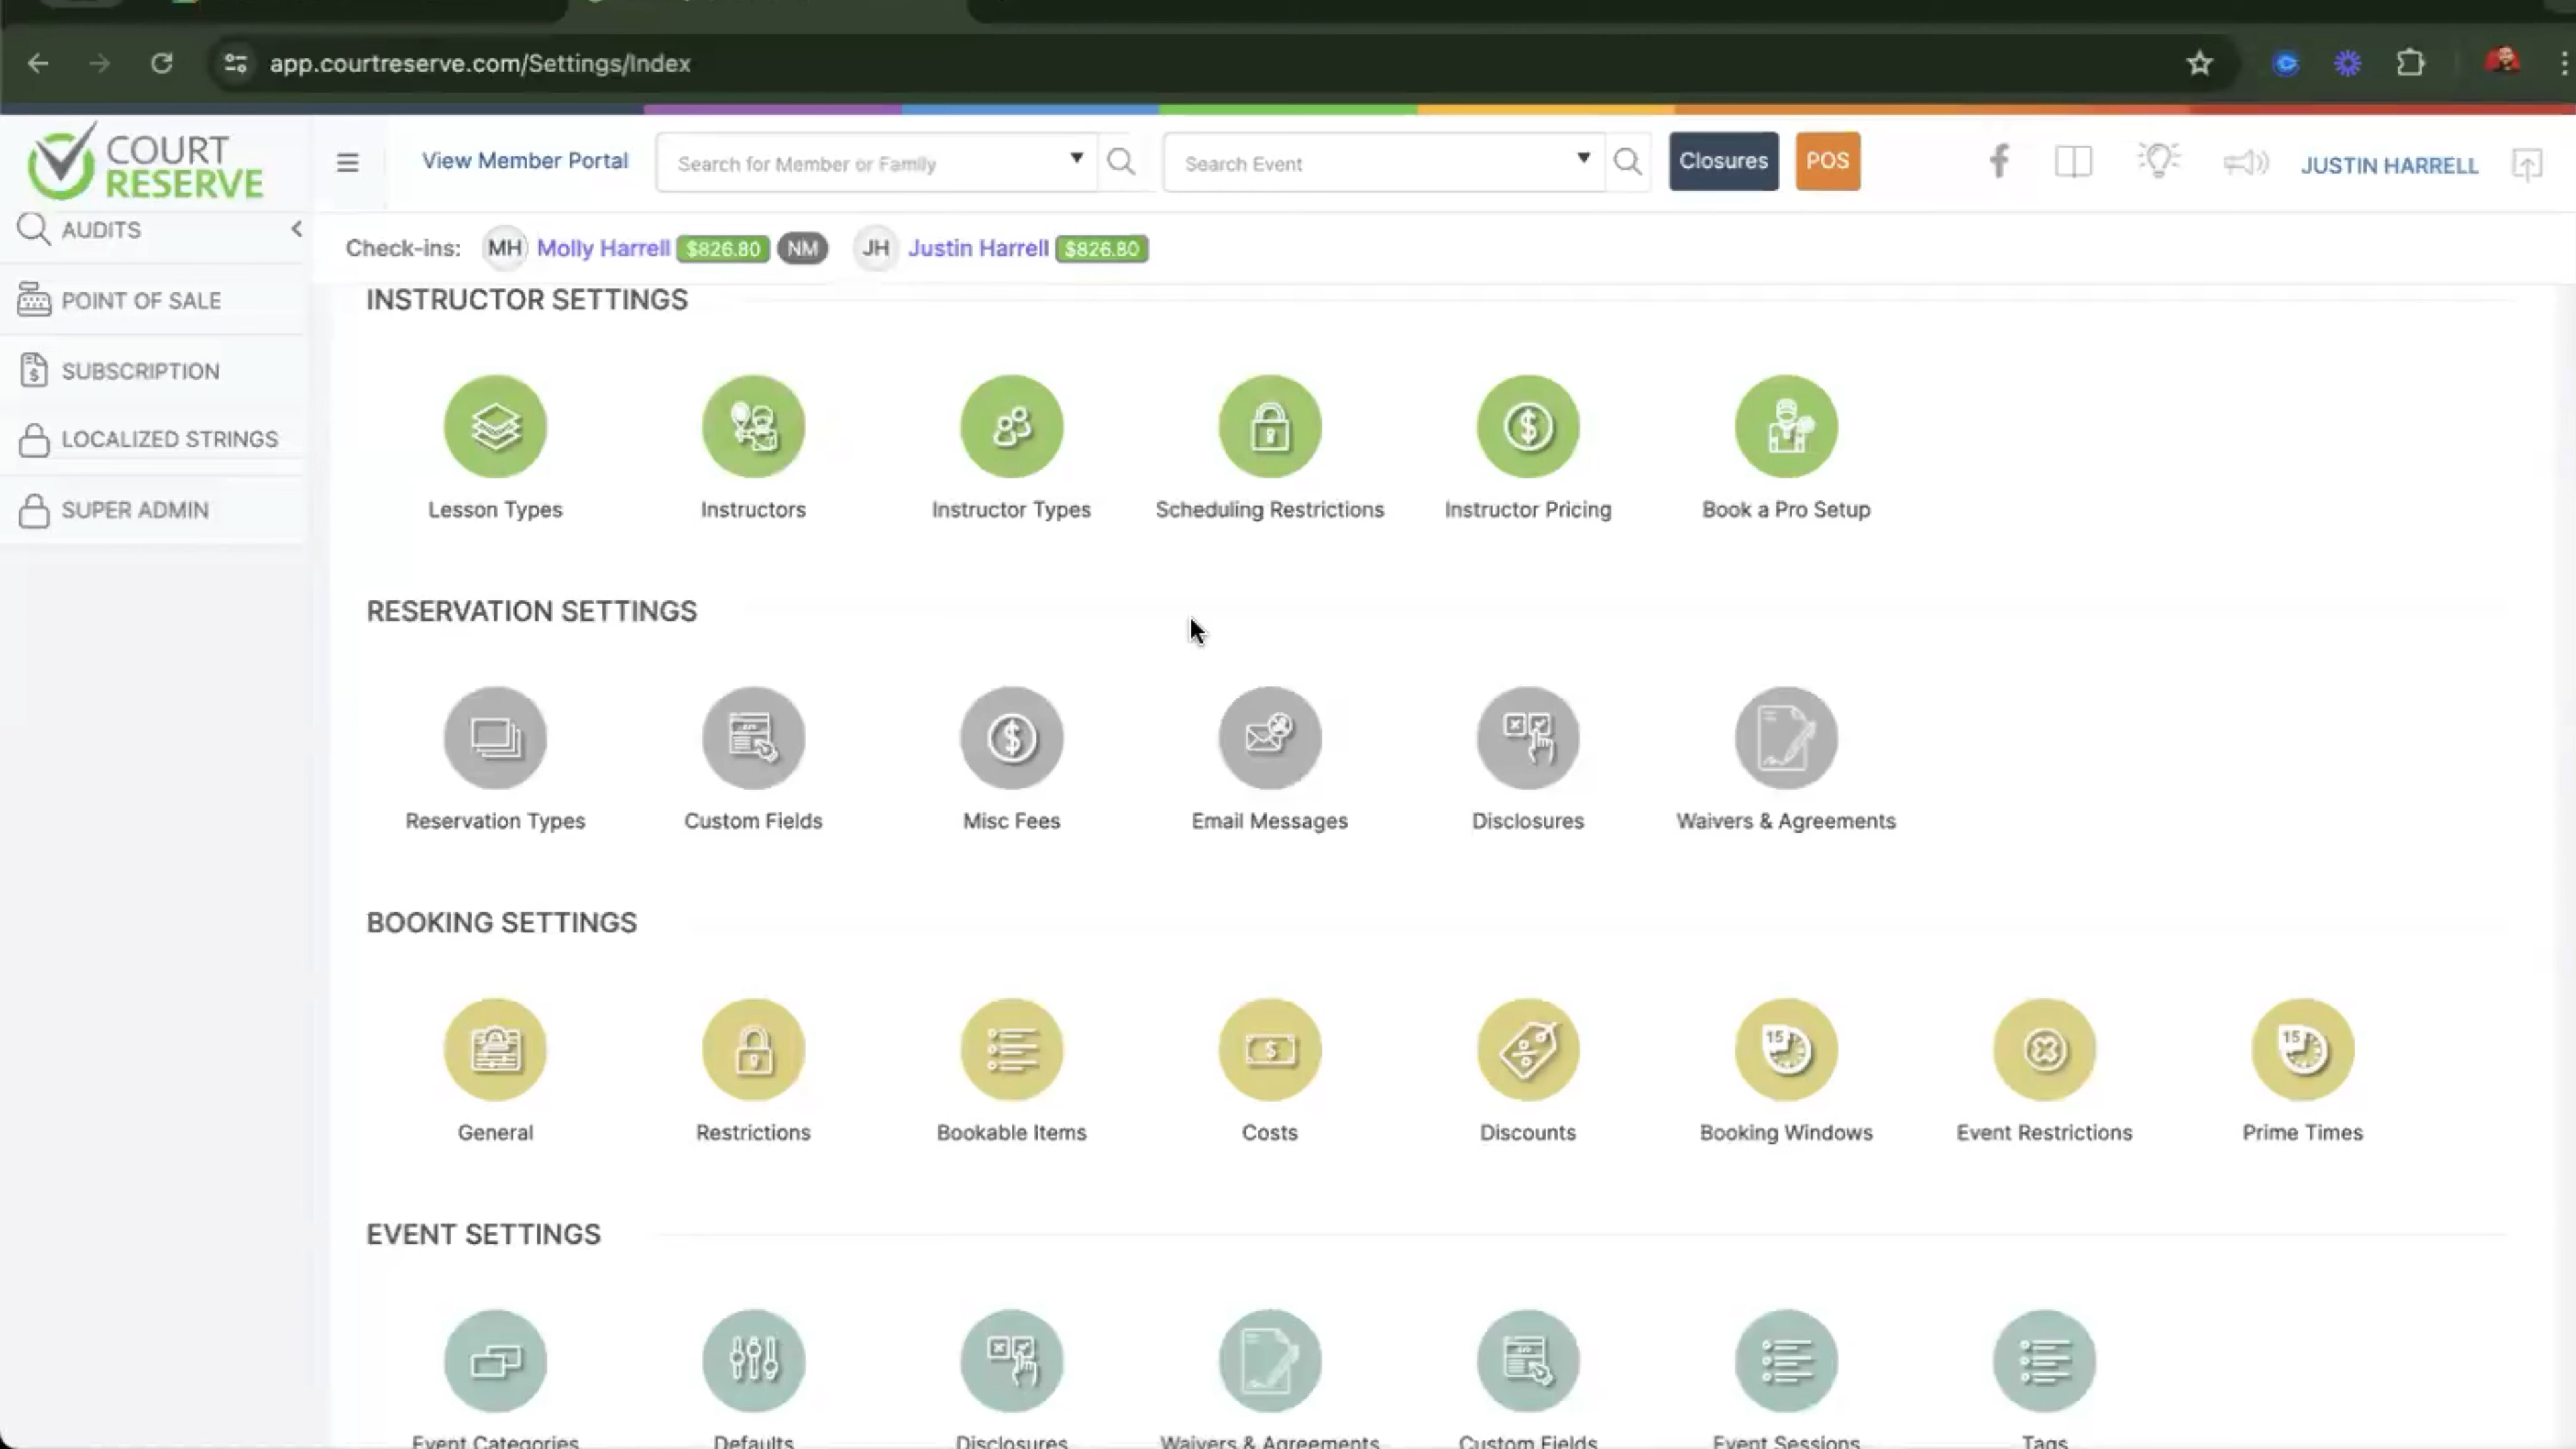 app.courtreserve.com/Settings/Index
COURT
RESERVE
View Member Portal
Search for Member or Family
Search Event
Closures
POS
JUSTIN HARRELL
AUDITS
POINT OF SALE
SUBSCRIPTION
LOCALIZED STRINGS
SUPER ADMIN
Check-ins: MH Molly Harrell $826.80 NM JH Justin Harrell $826.80
INSTRUCTOR SETTINGS
Lesson Types
Instructors
Instructor Types
Scheduling Restrictions
Instructor Pricing
Book a Pro Setup
RESERVATION SETTINGS
Reservation Types
Custom Fields
Misc Fees
Email Messages
Disclosures
Waivers & Agreements
BOOKING SETTINGS
15
15
General
Restrictions
Bookable Items
Costs
Discounts
Booking Windows
Event Restrictions
Prime Times
EVENT SETTINGS
Event Categories
Defaults
Disclosures
Waivers & Agreements
Custom Fields
Event Sessions
Tags